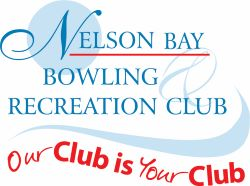 NELSON BAY
BOWLING &
RECREATION CLUB
Our Club is Your Club